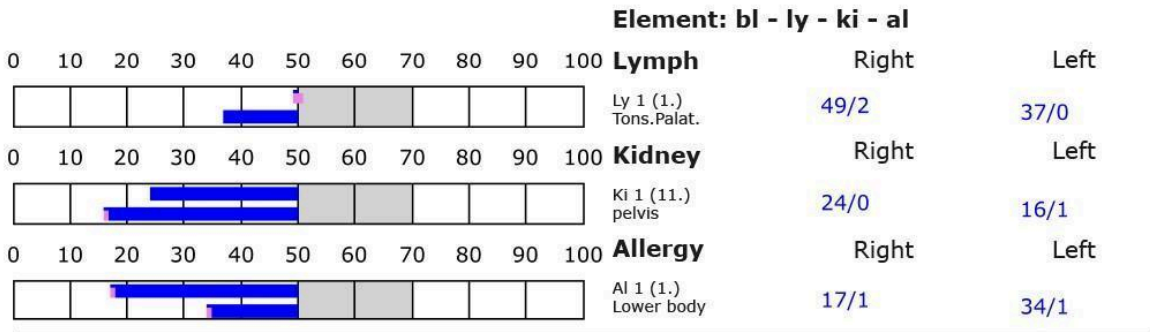 Element: bl - ly - ki - al
0 10 20 30 40 50 60 70 80 90 100 Lymph Right Left
Ly 1 (1.) 49/2 37/0
Tons.Palat.
0 10 20 30 40 50 60 70 80 90 100 Kidney Right Left
Ki 1 (11.) 24/0 16/1
pelvis
0 10 20 30 40 50 60 70 80 90 100 Allergy Right Left
Al 1 (1.) 17/1 34/1
Lower body